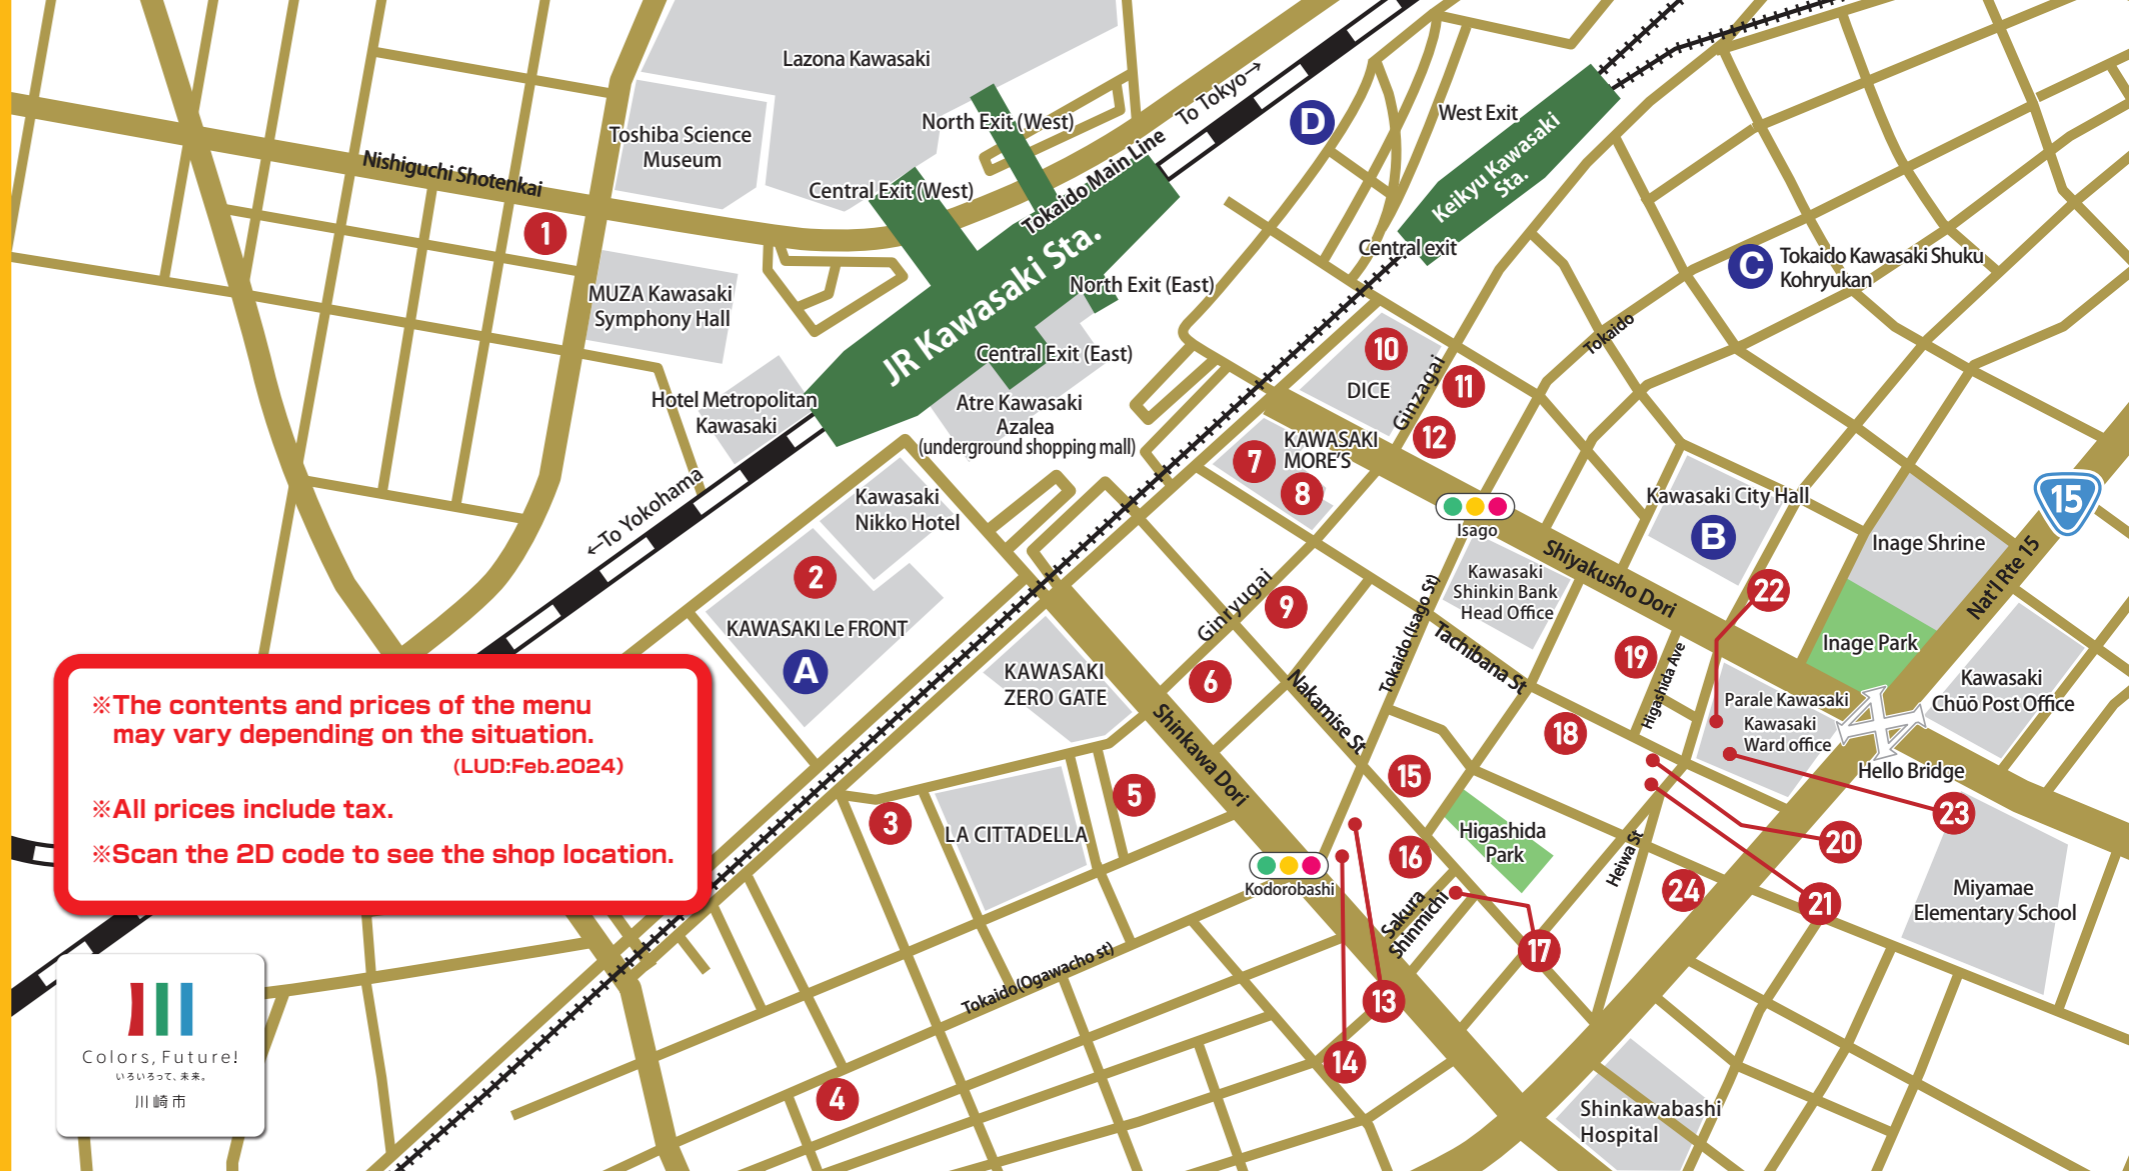 Lazona Kawasaki
Toshiba Science
Museum
North Exit (West)
To Tokyo→
D
West Exit
Keikyu Kawasaki
Sta.
Nishiguchi Shotenkai
Central Exit (West)
Tokaido Main Line
1
Central exit
C
Tokaido Kawasaki Shuku
Kohryukan
MUZA Kawasaki
Symphony Hall
JR Kawasaki Sta.
North Exit (East)
Tokaido
Central Exit (East)
10
DICE
Ginzagai
11
12
Hotel Metropolitan
Kawasaki
Atre Kawasaki
Azalea
(underground shopping mall)
KAWASAKI
MORE'S
7
8
←To Yokohama
Kawasaki
Nikko Hotel
Isago
Kawasaki City Hall
B
15
Inage Shrine
Nat'l Rte 15
Shiyakusho Dori
2
KAWASAKI Le FRONT
A
Ginryugai
9
Kawasaki
Shinkin Bank
Head Office
22
Tokaido (Isago St)
Tachibana St
19
Higashida Ave
Inage Park
KAWASAKI
ZERO GATE
6
Nakamise St
Parale Kawasaki
Kawasaki
Ward office
Kawasaki
Chūō Post Office
Shinkawa Dori
18
Hello Bridge
※The contents and prices of the menu
may vary depending on the situation.
(LUD:Feb.2024)
※All prices include tax.
※Scan the 2D code to see the shop location.
15
5
3
LA CITTADELLA
Higashida
Park
23
20
16
Heiwa St
Kodorobashi
24
21
Miyamae
Elementary School
Sakura
Shinmichi
17
Tokaido(Ogawacho st)
13
14
4
Colors, Future!
いろいろって、未来。
川崎市
Shinkawabashi
Hospital